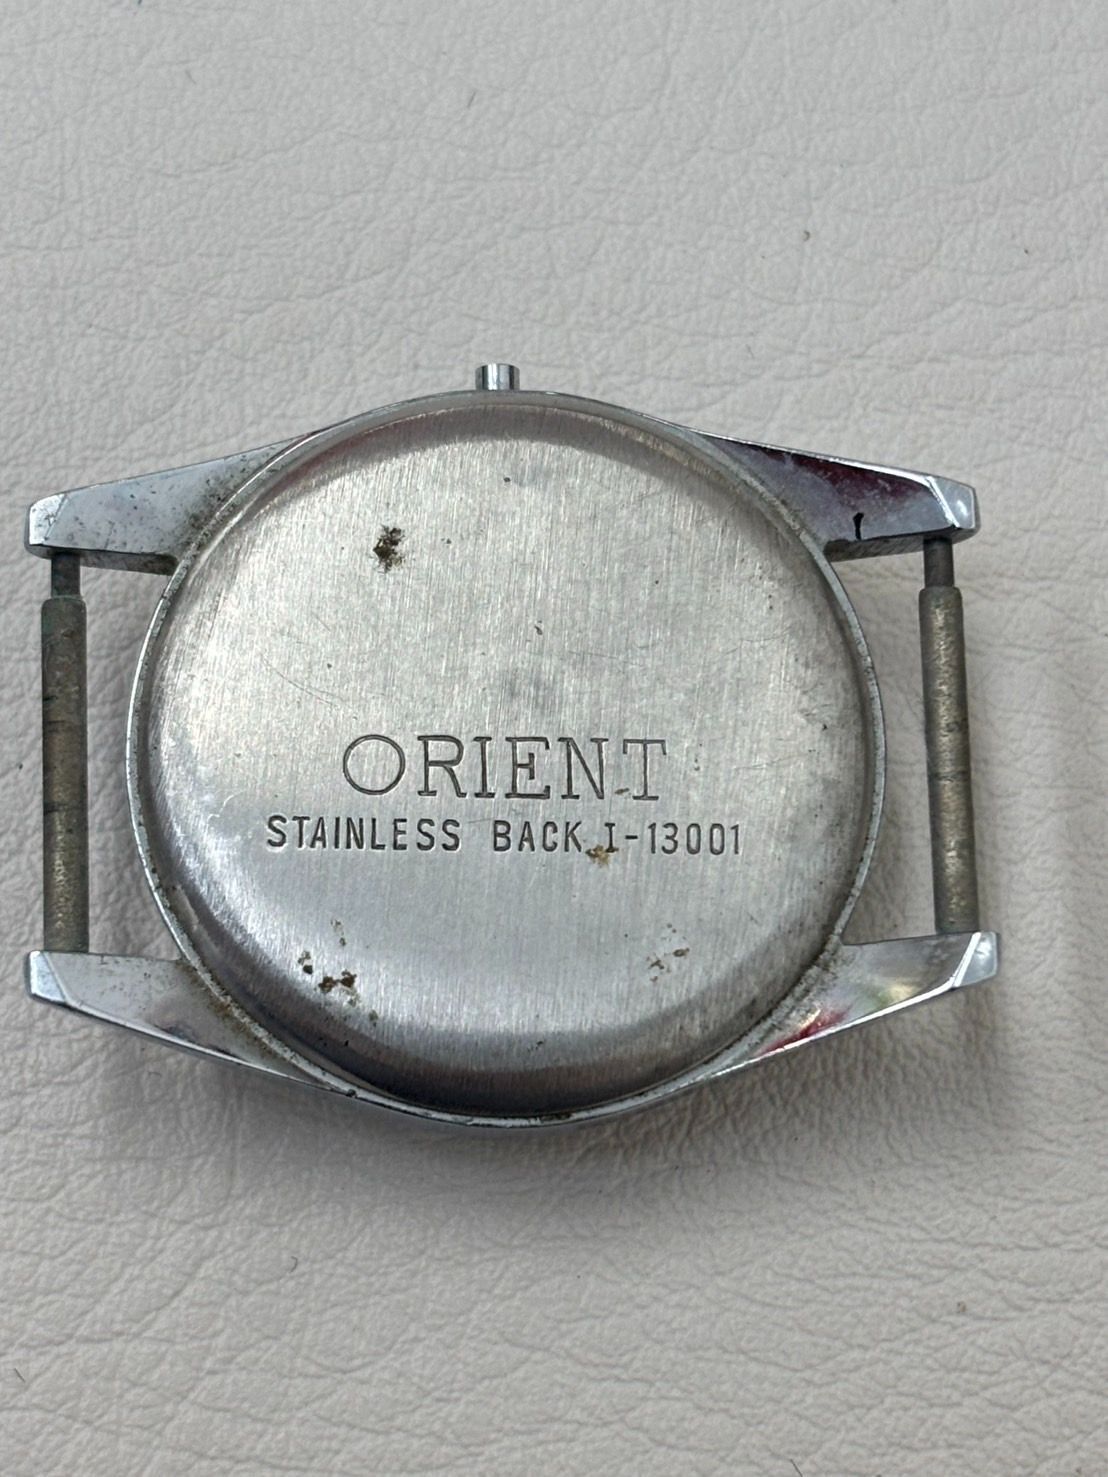 ORIENT
STAINLESS BACK I-13001